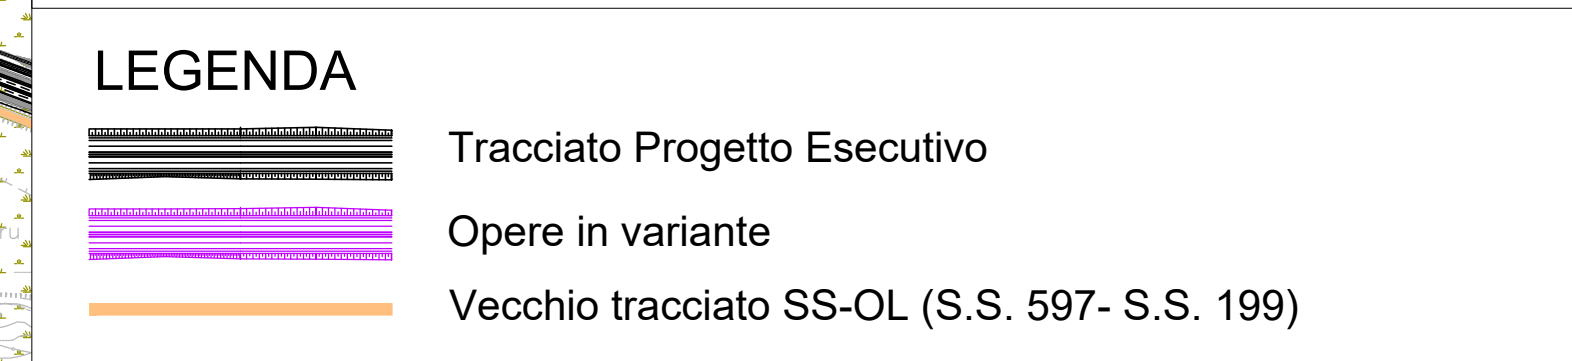 LEGENDA
Tracciato Progetto Esecutivo
Opere in variante
Vecchio tracciato SS-OL (S.S. 597- S.S. 199)